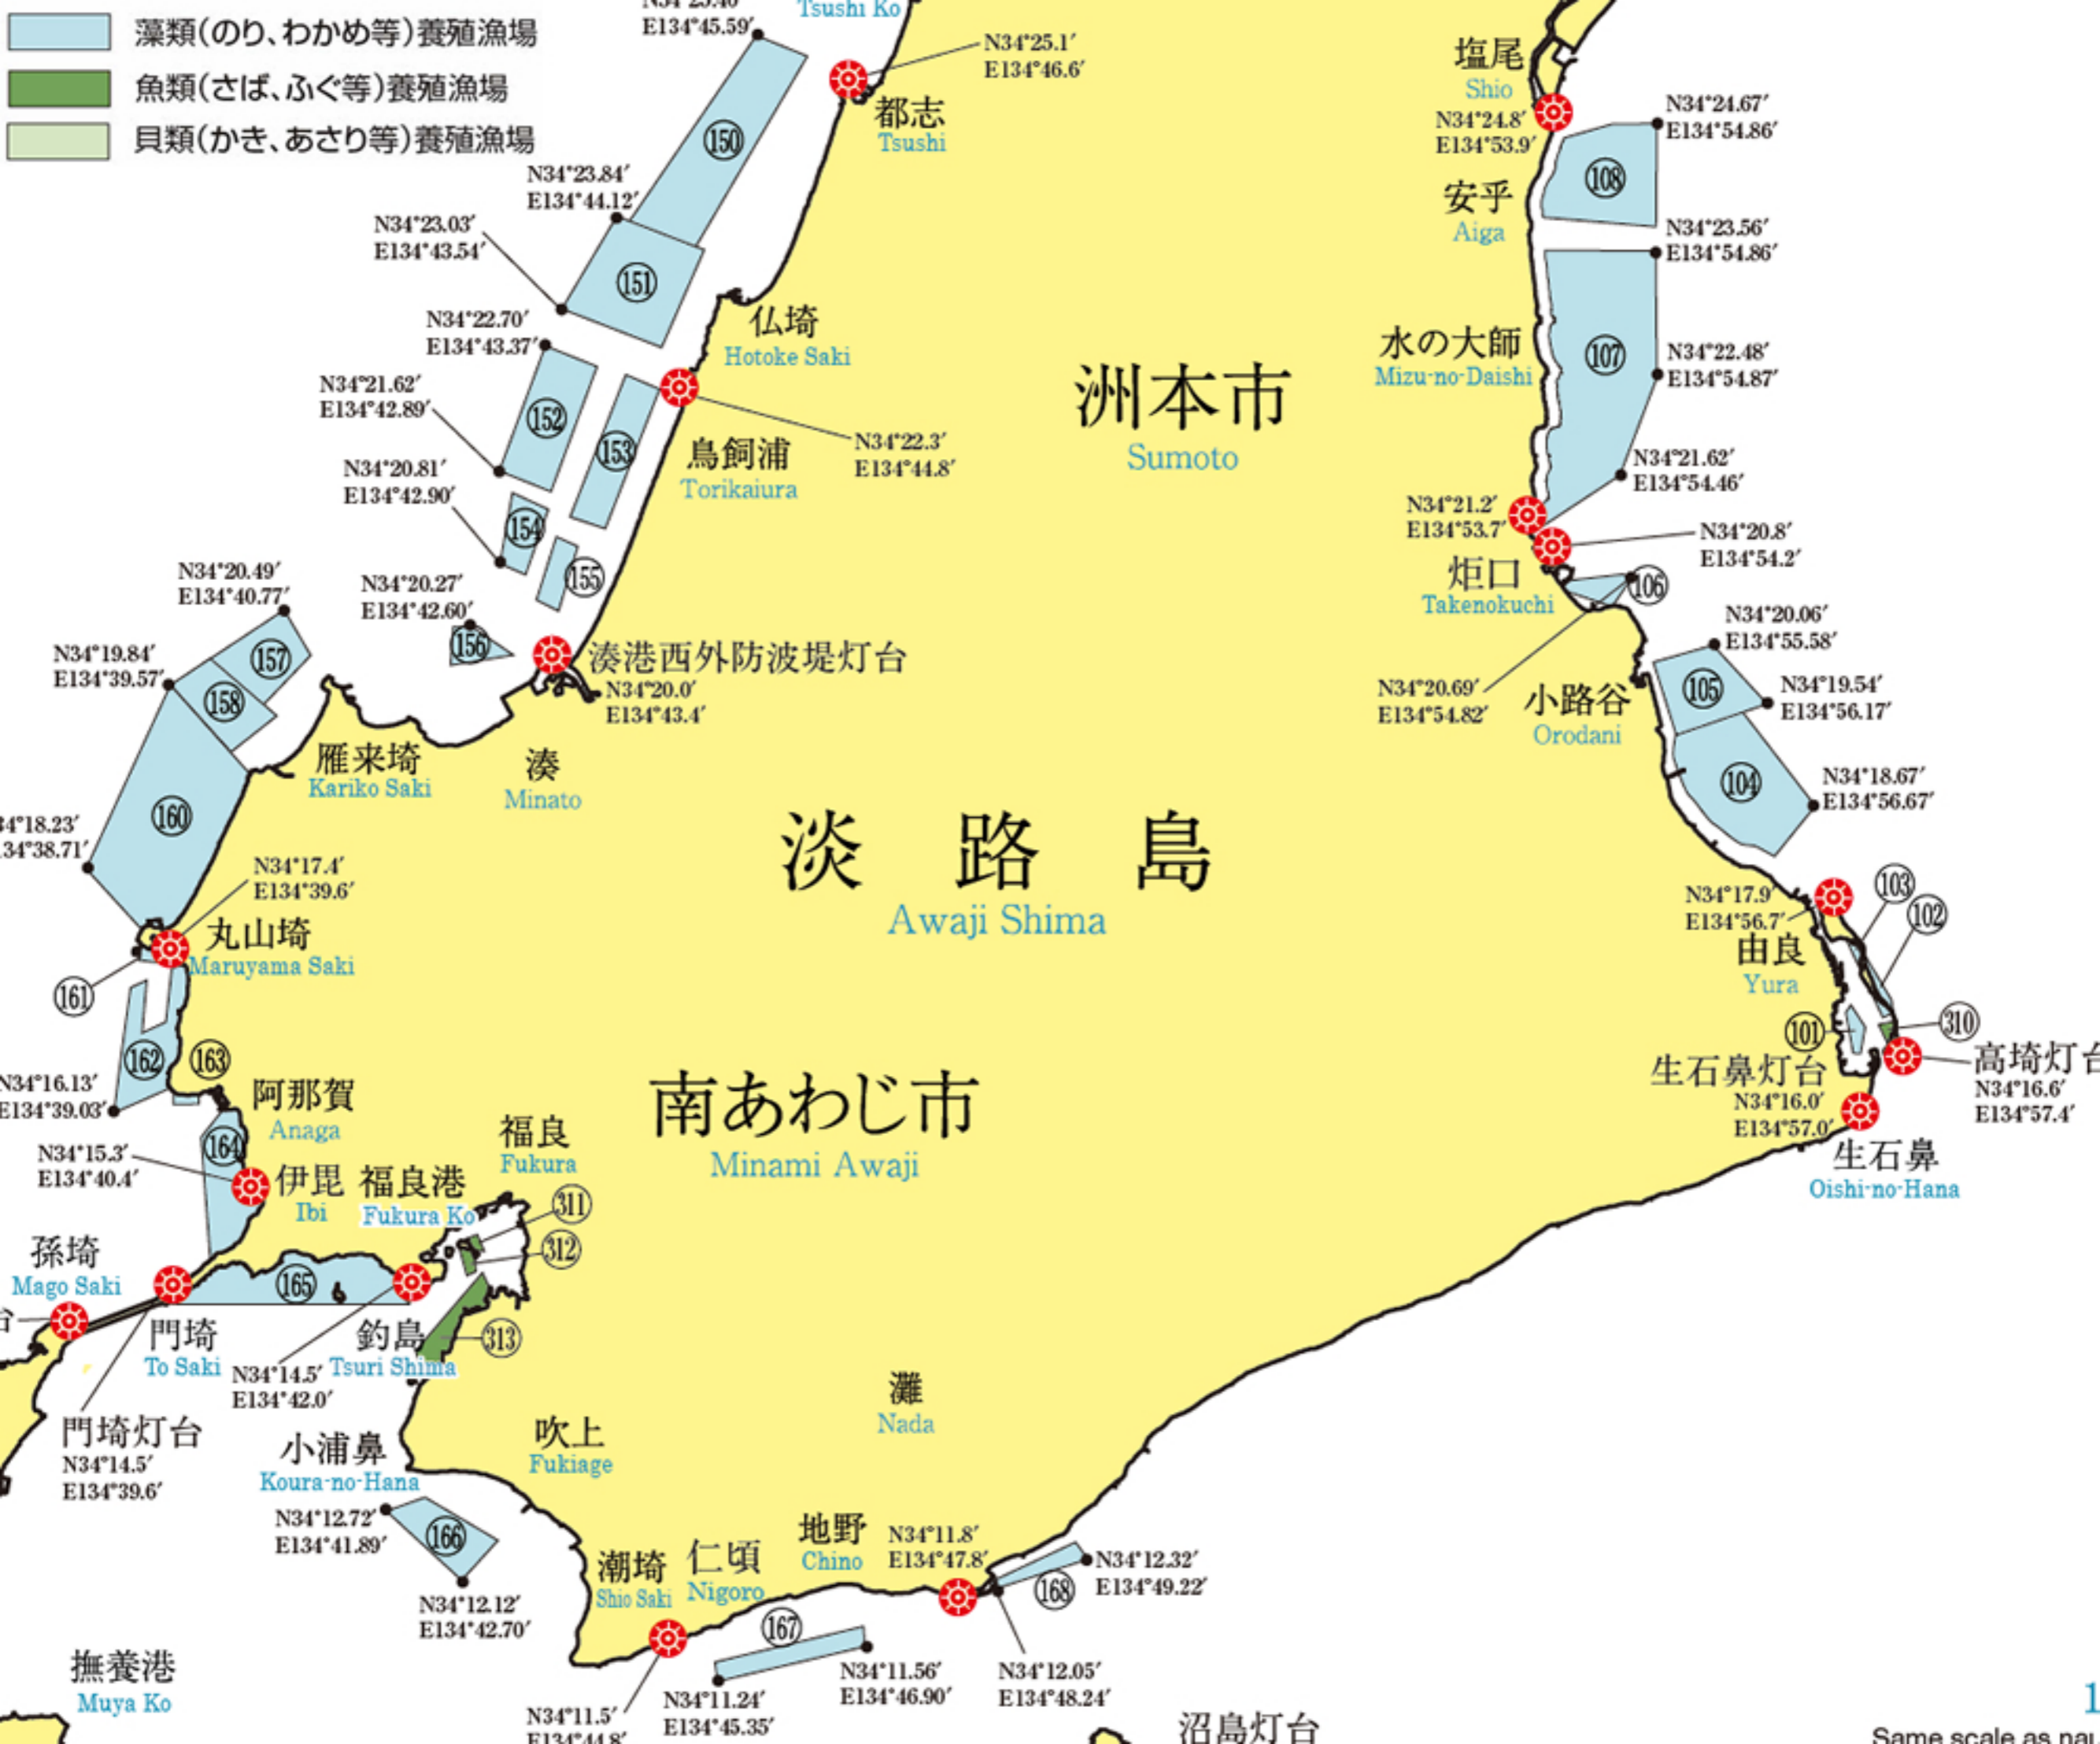 藻類(のり、わかめ等)養殖漁場
魚類(さば、ふぐ等)養殖漁場
貝類(かき、あさり等)養殖漁場
E134°45.59′
Tsushi Ko
N34°25.1′
E134°46.6′
都志
Tsushi
150
N34°23.84′
E134°44.12′
N34°23.03′
E134°43.54′
151
仏埼
Hotoke Saki
N34°22.70′
E134°43.37′
N34°21.62′
E134°42.89′
152
153
N34°22.3′
E134°44.8′
鳥飼浦
Torikaiura
N34°20.81′
E134°42.90′
154
155
N34°20.49′
E134°40.77′
N34°20.27′
E134°42.60′
156
157
158
N34°19.84′
E134°39.57′
湊港西外防波堤灯台
N34°20.0′
E134°43.4′
雁来埼
Kariko Saki
湊
Minato
160
34°18.23′
134°38.71′
N34°17.4′
E134°39.6′
丸山埼
Maruyama Saki
161
162
163
N34°16.13′
E134°39.03′
阿那賀
Anaga
164
N34°15.3′
E134°40.4′
伊毘
Ibi
福良港
Fukura Ko
福良
Fukura
311
312
313
孫埼
Mago Saki
台
165
門埼
To Saki
釣島
Tsuri Shima
N34°14.5′
E134°42.0′
門埼灯台
N34°14.5′
E134°39.6′
小浦鼻
Koura-no-Hana
吹上
Fukiage
N34°12.72′
E134°41.89′
166
N34°12.12′
E134°42.70′
潮埼
Shio Saki
仁頃
Nigoro
地野
Chino
N34°11.8′
E134°47.8′
灘
Nada
167
168
N34°12.32′
E134°49.22′
N34°11.5′
E134°44.8′
N34°11.24′
E134°45.35′
N34°11.56′
E134°46.90′
N34°12.05′
E134°48.24′
撫養港
Muya Ko
沼島灯台
洲本市
Sumoto
淡路島
Awaji Shima
南あわじ市
Minami Awaji
塩尾
Shio
N34°24.8′
E134°53.9′
N34°24.67′
E134°54.86′
108
安乎
Aiga
N34°23.56′
E134°54.86′
水の大師
Mizu-no-Daishi
107
N34°22.48′
E134°54.87′
N34°21.62′
E134°54.46′
N34°21.2′
E134°53.7′
N34°20.8′
E134°54.2′
炬口
Takenokuchi
106
N34°20.69′
E134°54.82′
N34°20.06′
E134°55.58′
小路谷
Orodani
105
N34°19.54′
E134°56.17′
104
N34°18.67′
E134°56.67′
N34°17.9′
E134°56.7′
103
102
由良
Yura
101
310
高埼灯台
N34°16.6′
E134°57.4′
生石鼻灯台
N34°16.0′
E134°57.0′
生石鼻
Oishi-no-Hana
1
Same scale as nau